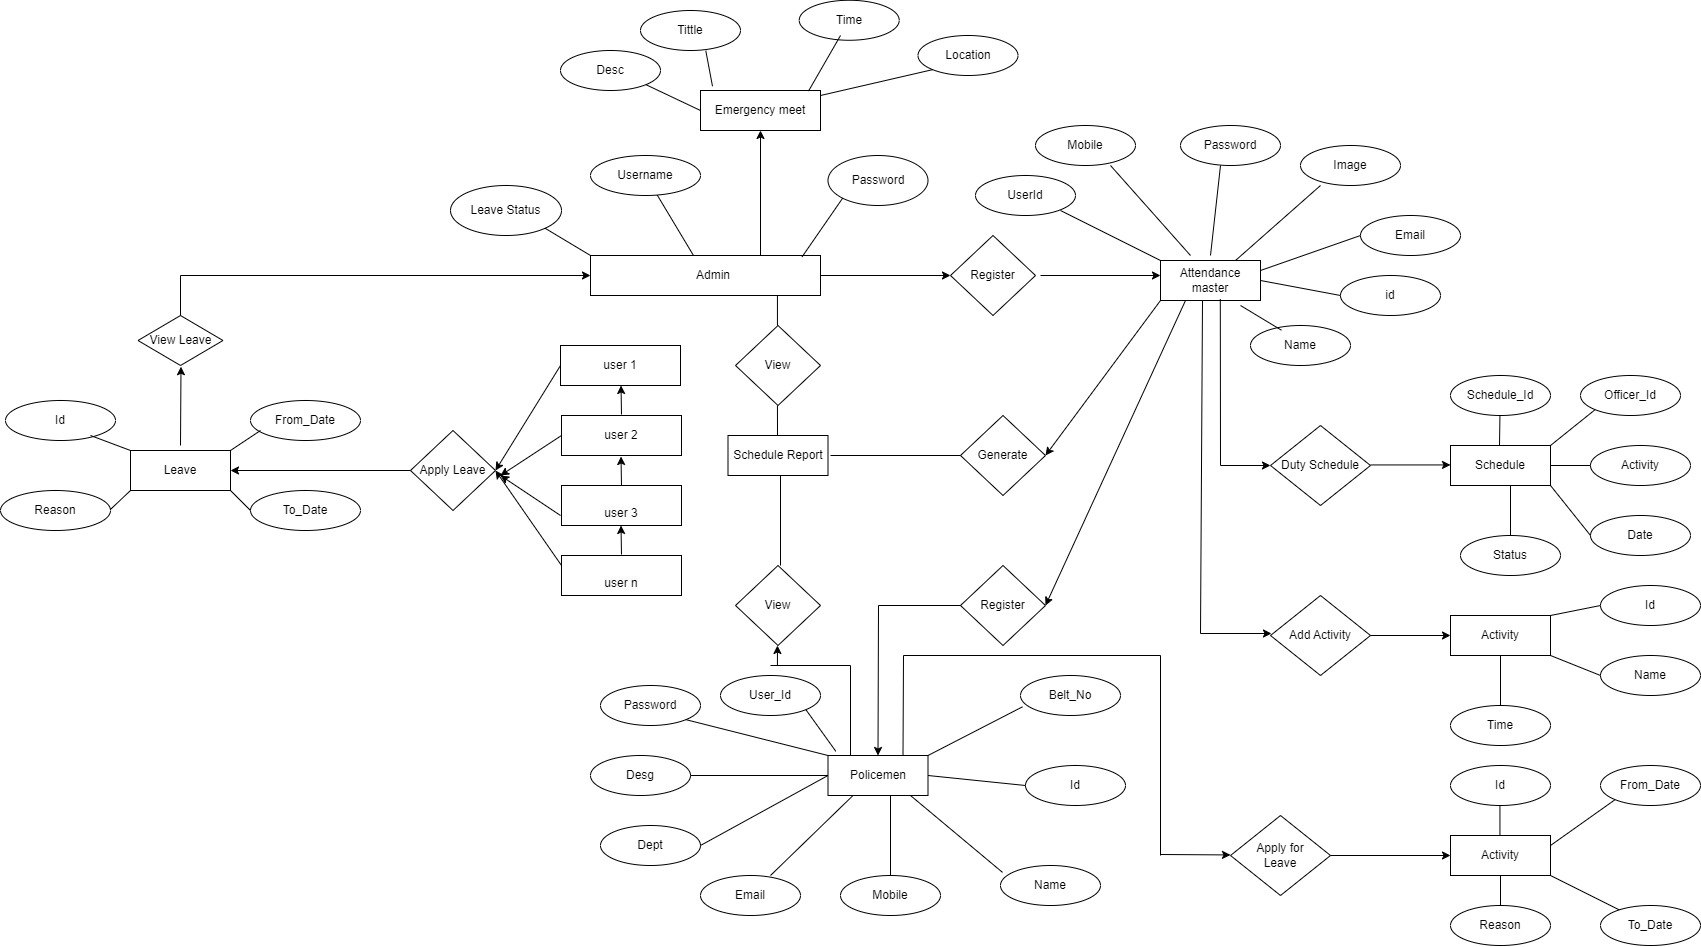 Time
Tittle
Location
Desc
Emergency meet
Mobile
Password
Image
Username
Password
UserId
Leave Status
Email
Admin
Register
Attendance
master
id
View Leave
Name
user 1
View
Schedule_Id
Officer_Id
Id
From_Date
user 2
Leave
Apply Leave
Schedule Report
Generate
Duty Schedule
Schedule
Activity
Reason
To_Date
user 3
Date
Status
user n
View
Register
Id
Add Activity
Activity
Name
Password
User_Id
Belt_No
Time
Desg
Policemen
Id
Id
From_Date
Dept
Apply for
Leave
Activity
Email
Mobile
Name
Reason
To_Date